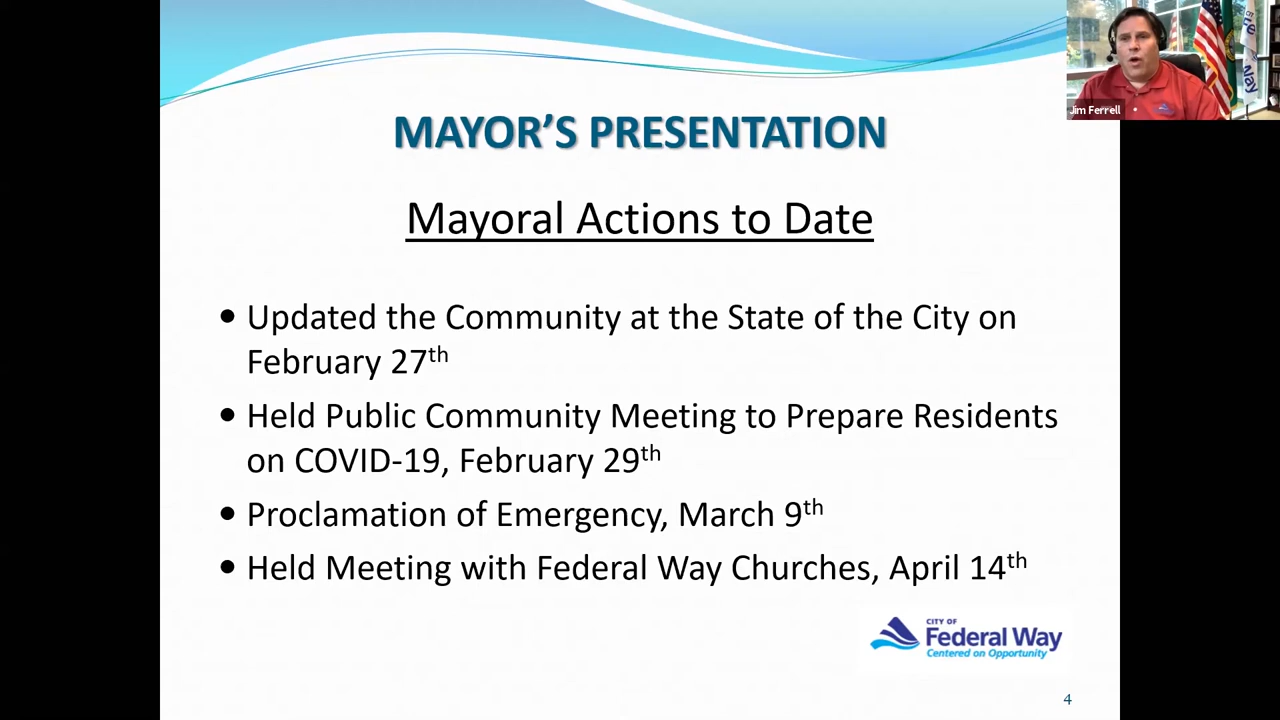 MAYOR’S PRESENTATION
Mayoral Actions to Date
• Updated the Community at the State of the City on
February 27th
• Held Public Community Meeting to Prepare Residents
on COVID-19, February 29th
• Proclamation of Emergency, March 9th
• Held Meeting with Federal Way Churches, April 14th
CITY OF
Federal Way
Centered on Opportunity
4
Jim Ferrell
Way